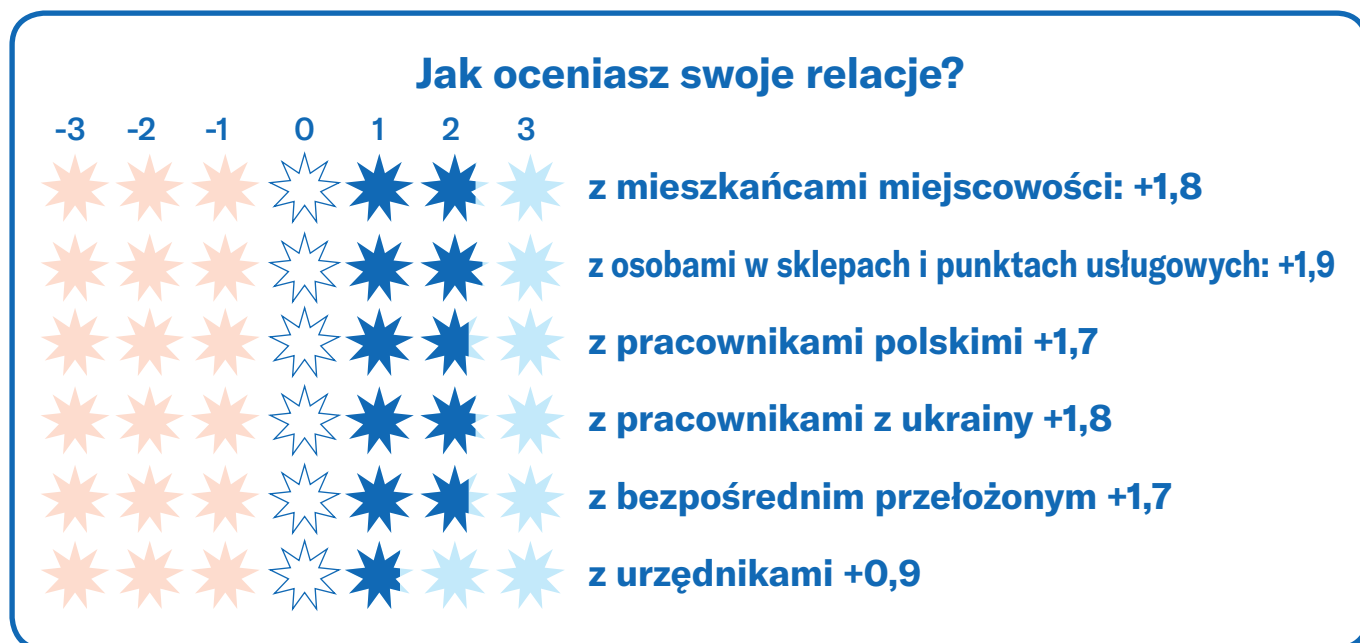 Jak oceniasz swoje relacje?
-3 -2 -1 0 1 2 3
z mieszkańcami miejscowości: +1,8
z osobami w sklepach i punktach usługowych: +1,9
z pracownikami polskimi +1,7
z pracownikami z ukrainy +1,8
z bezpośrednim przełożonym +1,7
z urzędnikami +0,9